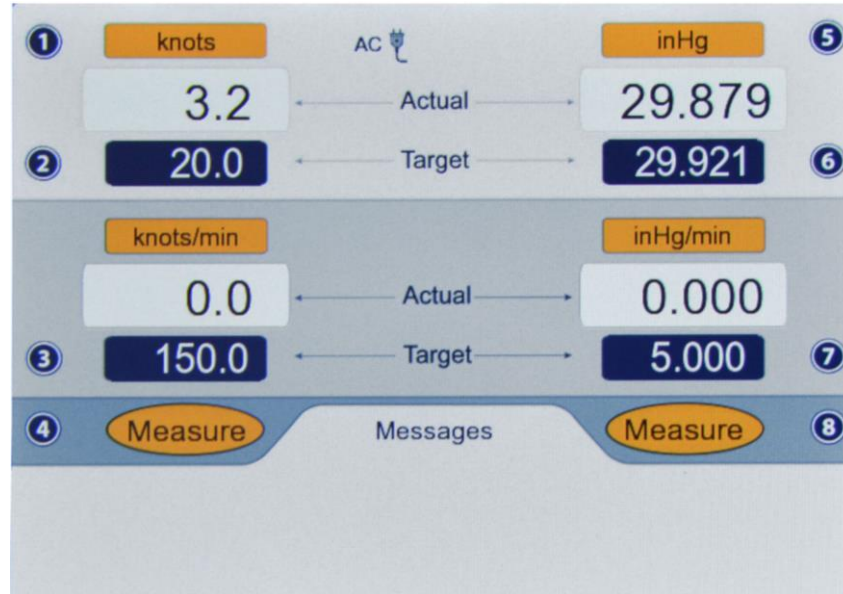 1 knots AC inHg 5
3.2 Actual 29.879
2 20.0 Target 29.921 6
knots/min inHg/min
0.0 Actual 0.000
3 150.0 Target 5.000 7
4 Measure Messages Measure 8